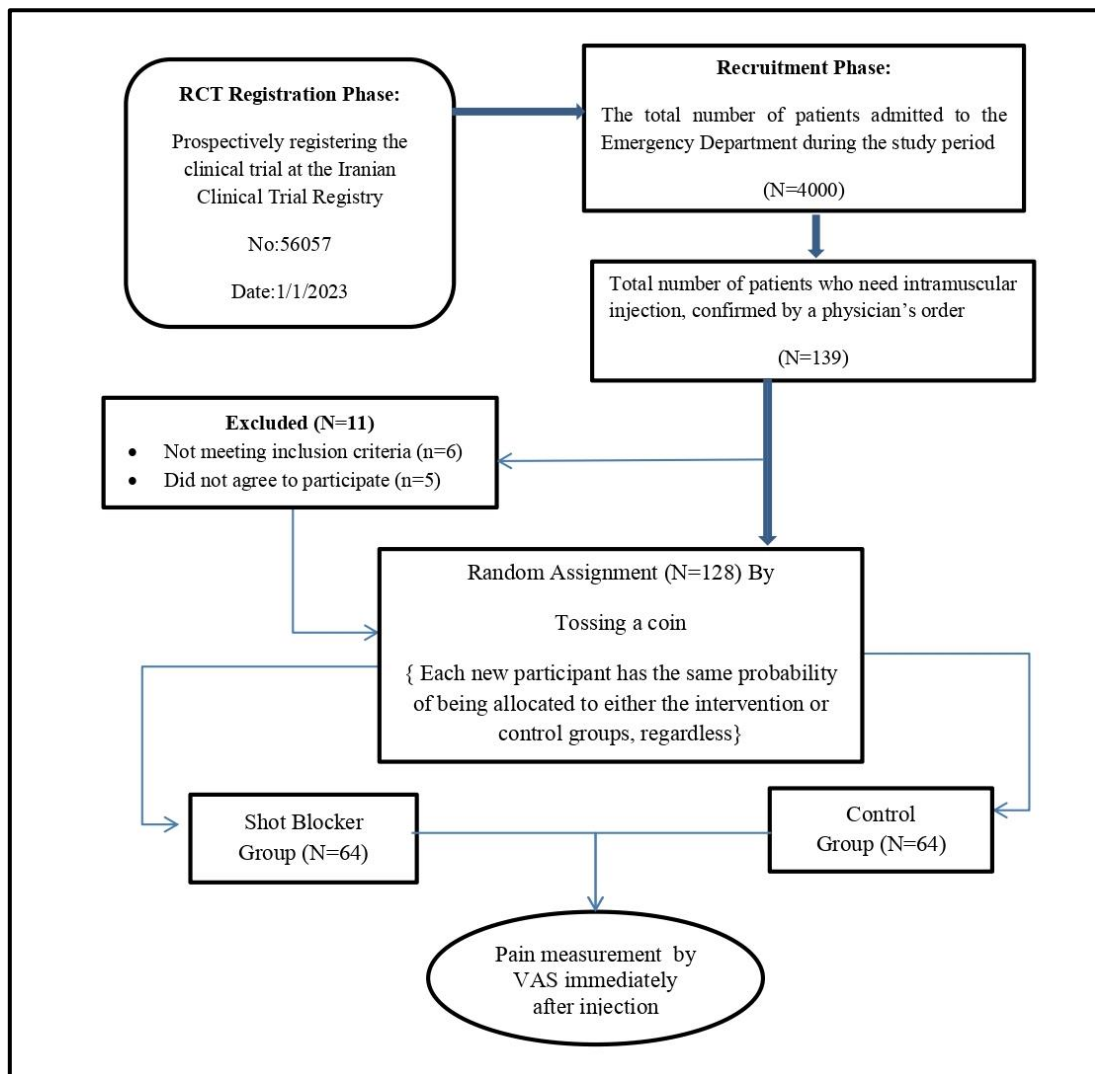 RCT Registration Phase:
Prospectively registering the
clinical trial at the Iranian
Clinical Trial Registry
No:56057
Date:1/1/2023
Recruitment Phase:
The total number of patients admitted to the
Emergency Department during the study period
(N=4000)
Total number of patients who need intramuscular
injection, confirmed by a physician’s order
(N=139)
Excluded (N=11)
• Not meeting inclusion criteria (n=6)
• Did not agree to participate (n=5)
Random Assignment (N=128) By
Tossing a coin
{ Each new participant has the same probability
of being allocated to either the intervention or
control groups, regardless}
Shot Blocker
Group (N=64)
Control
Group (N=64)
Pain measurement by
VAS immediately
after injection